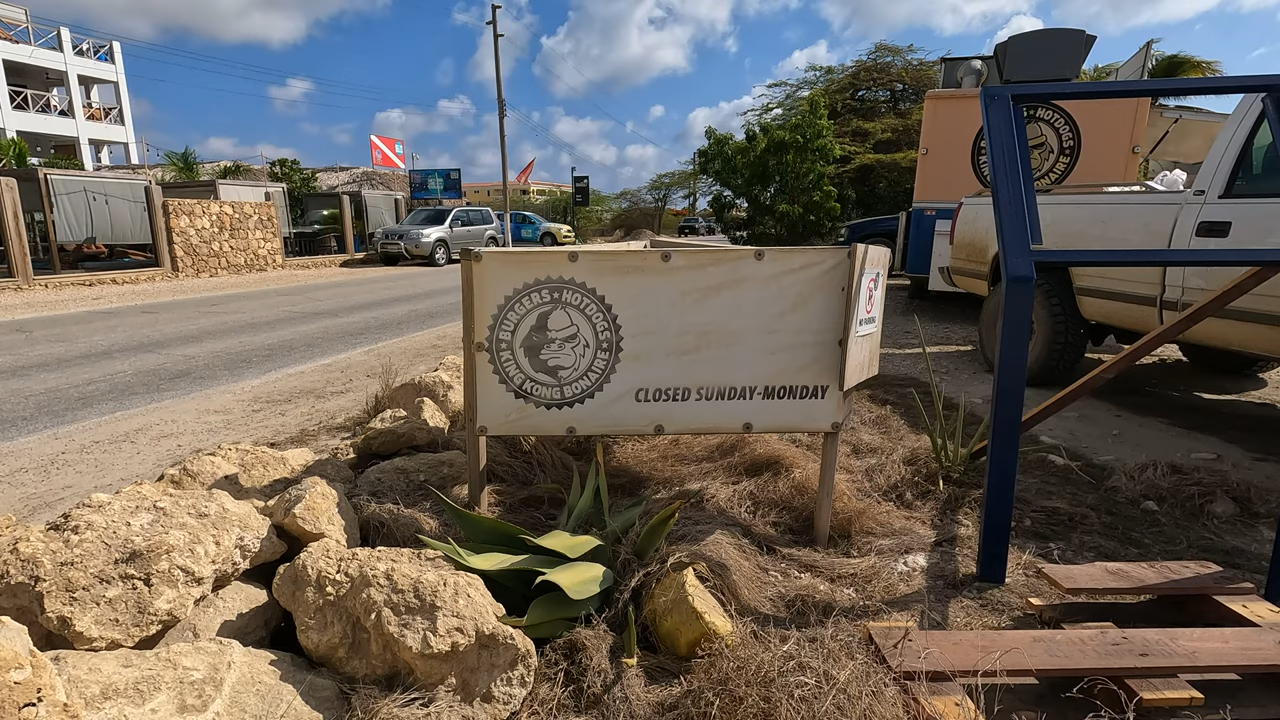 BURGERS★HOTDOGS
KING KONG BONAIRE
CLOSED SUNDAY-MONDAY
NO PARKING
BURGERS★HOTDOGS